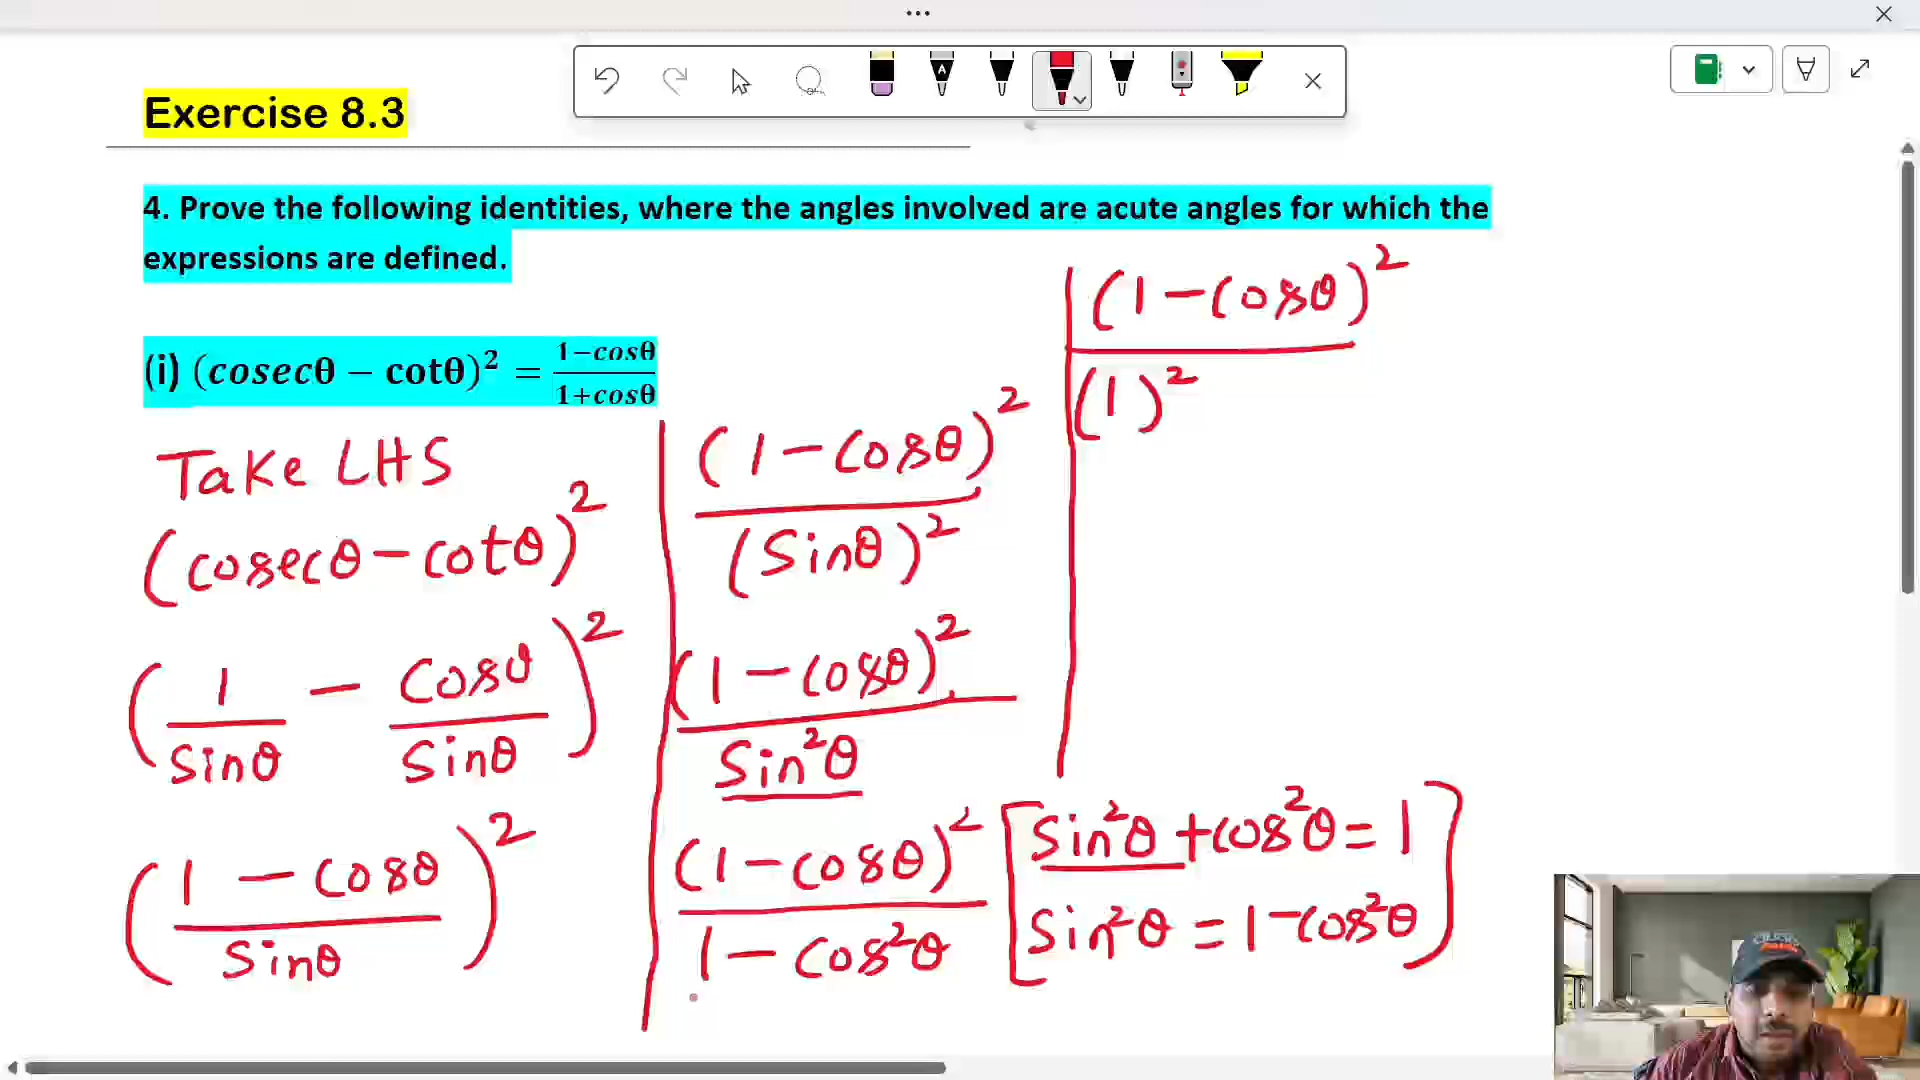 Exercise 8.3
4. Prove the following identities, where the angles involved are acute angles for which the
expressions are defined.
(i) (cosecθ − cotθ)² = 1−cosθ / 1+cosθ
Take LHS
(cosecθ − cotθ)²
(1/sinθ − cosθ/sinθ)²
(1 − cosθ / sinθ)²
(1 − cosθ)²
(sinθ)²
(1 − cosθ)²
sin²θ
(1 − cosθ)²
1 − cos²θ
[sin²θ + cos²θ = 1
sin²θ = 1 − cos²θ]
(1 − cosθ)²
(1)²